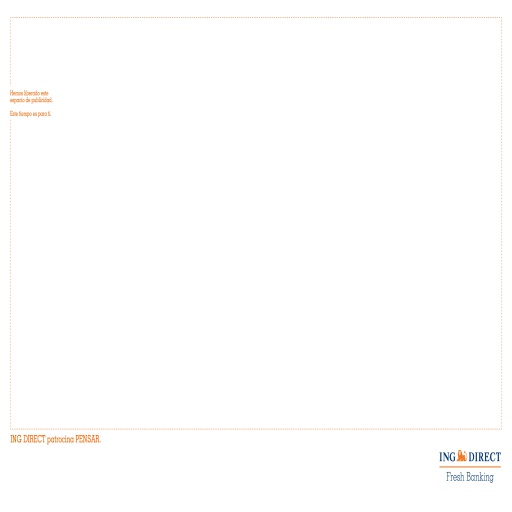 Hemos liberado este
espacio de publicidad.
Este tiempo es para ti.
ING DIRECT patrocina PENSAR.
ING DIRECT
Fresh Banking